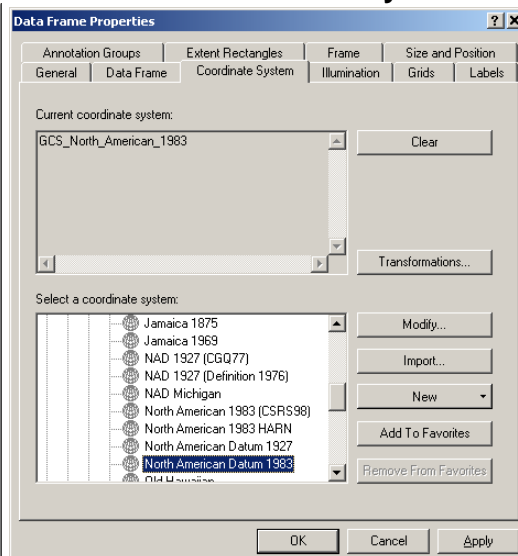 Data Frame Properties
Annotation Groups Extent Rectangles Frame Size and Position
General Data Frame Coordinate System Illumination Grids Labels
Current coordinate system:
GCS_North_American_1983
Clear
Transformations...
Select a coordinate system:
Jamaica 1875
Jamaica 1969
NAD 1927 (CGQ77)
NAD 1927 (Definition 1976)
NAD Michigan
North American 1983 (CSRS98)
North American 1983 HARN
North American Datum 1927
North American Datum 1983
Old Hawaiian
Modify...
Import...
New
Add To Favorites
Remove From Favorites
OK Cancel Apply